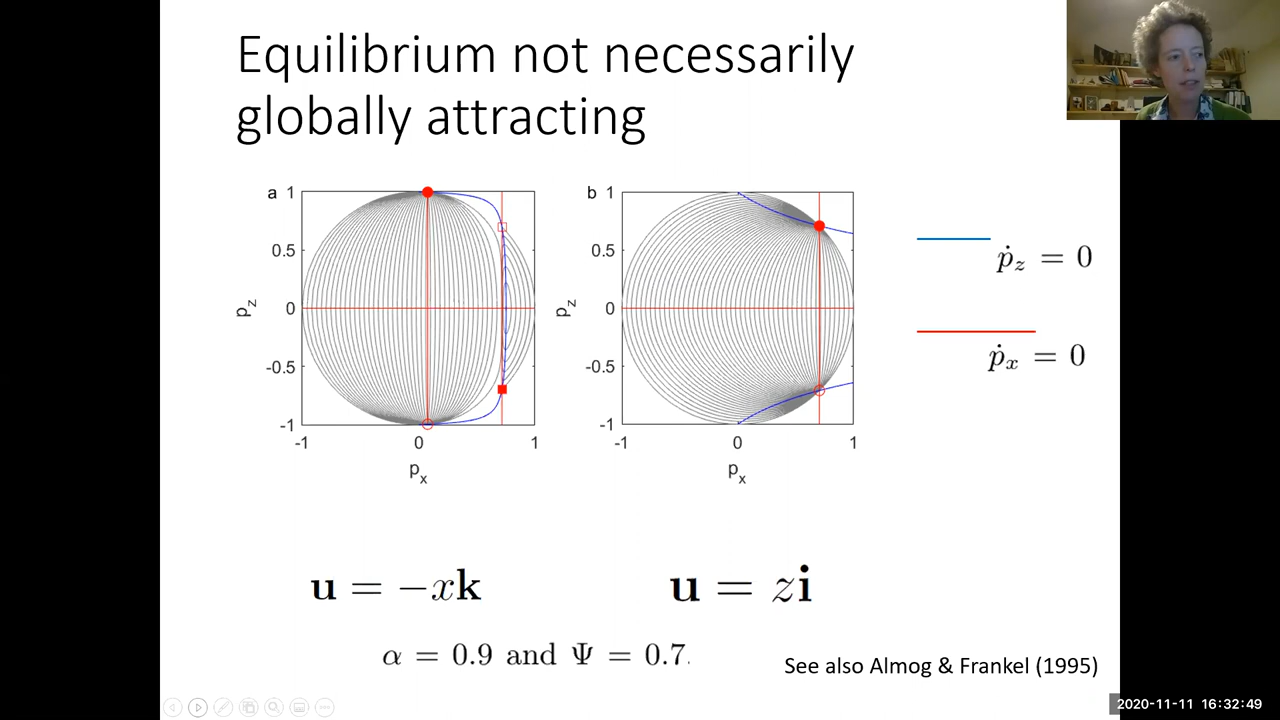 Equilibrium not necessarily
globally attracting
a
1
0.5
0
-0.5
-1
-1
0
1
p_z
p_x
b
1
0.5
0
-0.5
-1
-1
0
1
p_z
p_x
ṗ_z = 0
ṗ_x = 0
u = −xk
u = zi
α = 0.9 and Ψ = 0.7.
See also Almog & Frankel (1995)
2020-11-11 16:32:49